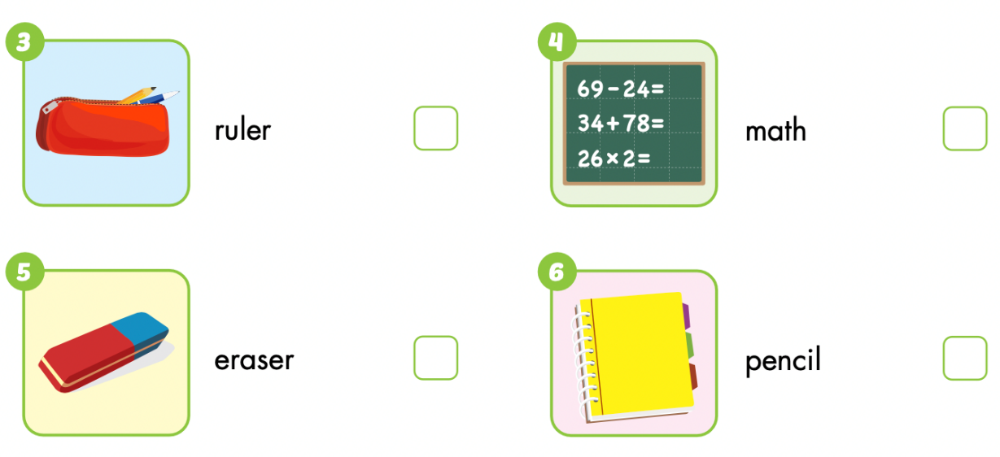 3
ruler
4
69-24=
34+78=
26×2=
math
5
eraser
6
pencil